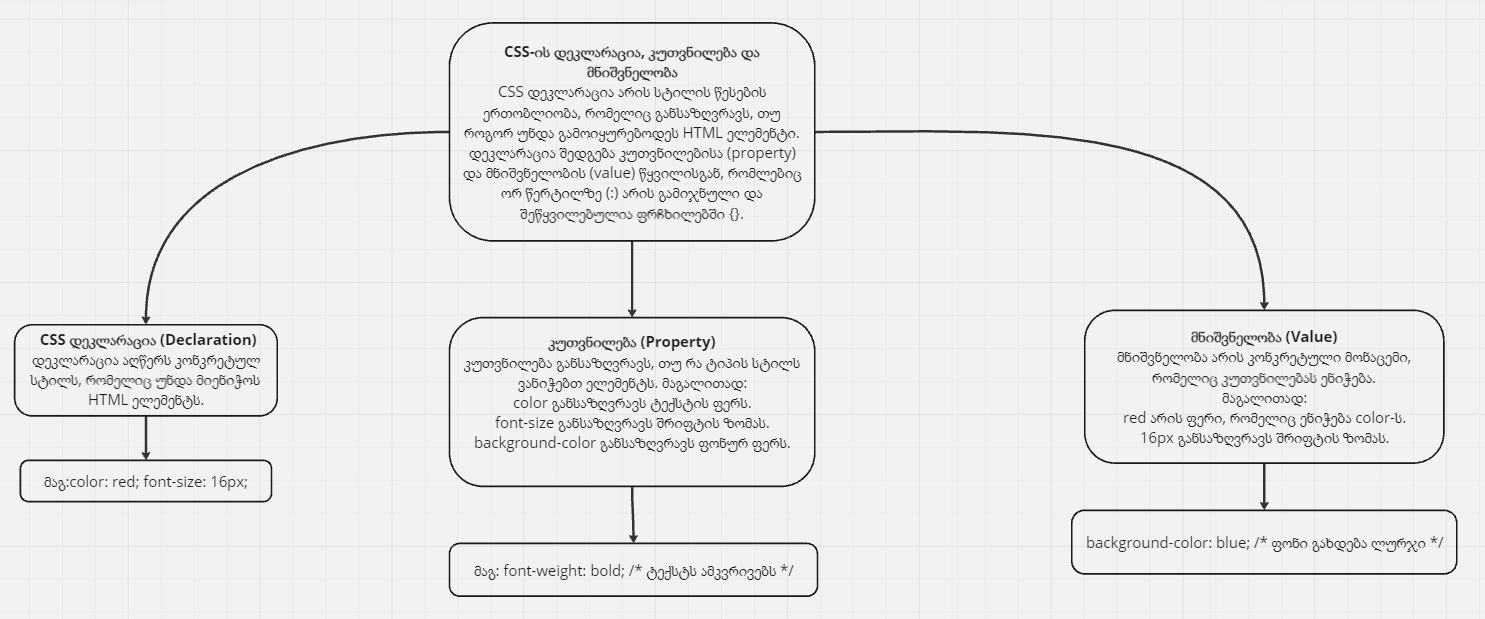 CSS-ის დეკლარაცია, კუთვნილება და
მნიშვნელობა
CSS დეკლარაცია არის სტილის წესების
ერთობლიობა, რომელიც განსაზღვრავს, თუ
როგორ უნდა გამოიყურებოდეს HTML ელემენტი.
დეკლარაცია შედგება კუთვნილებისა (property)
და მნიშვნელობის (value) წყვილისგან, რომლებიც
ორ წერტილზე (:) არის გამიჯნული და
შეწყვილებულია ფრჩხილებში {}.
CSS დეკლარაცია (Declaration)
დეკლარაცია აღწერს კონკრეტულ
სტილს, რომელიც უნდა მიენიჭოს
HTML ელემენტს.
მაგ:color: red; font-size: 16px;
კუთვნილება (Property)
კუთვნილება განსაზღვრავს, თუ რა ტიპის სტილს
ვანიჭებთ ელემენტს. მაგალითად:
color განსაზღვრავს ტექსტის ფერს.
font-size განსაზღვრავს შრიფტის ზომას.
background-color განსაზღვრავს ფონურ ფერს.
მაგ: font-weight: bold; /* ტექსტს ამკვრივებს */
მნიშვნელობა (Value)
მნიშვნელობა არის კონკრეტული მონაცემი,
რომელიც კუთვნილებას ენიჭება.
მაგალითად:
red არის ფერი, რომელიც ენიჭება color-ს.
16px განსაზღვრავს შრიფტის ზომას.
background-color: blue; /* ფონი გახდება ლურჯი */